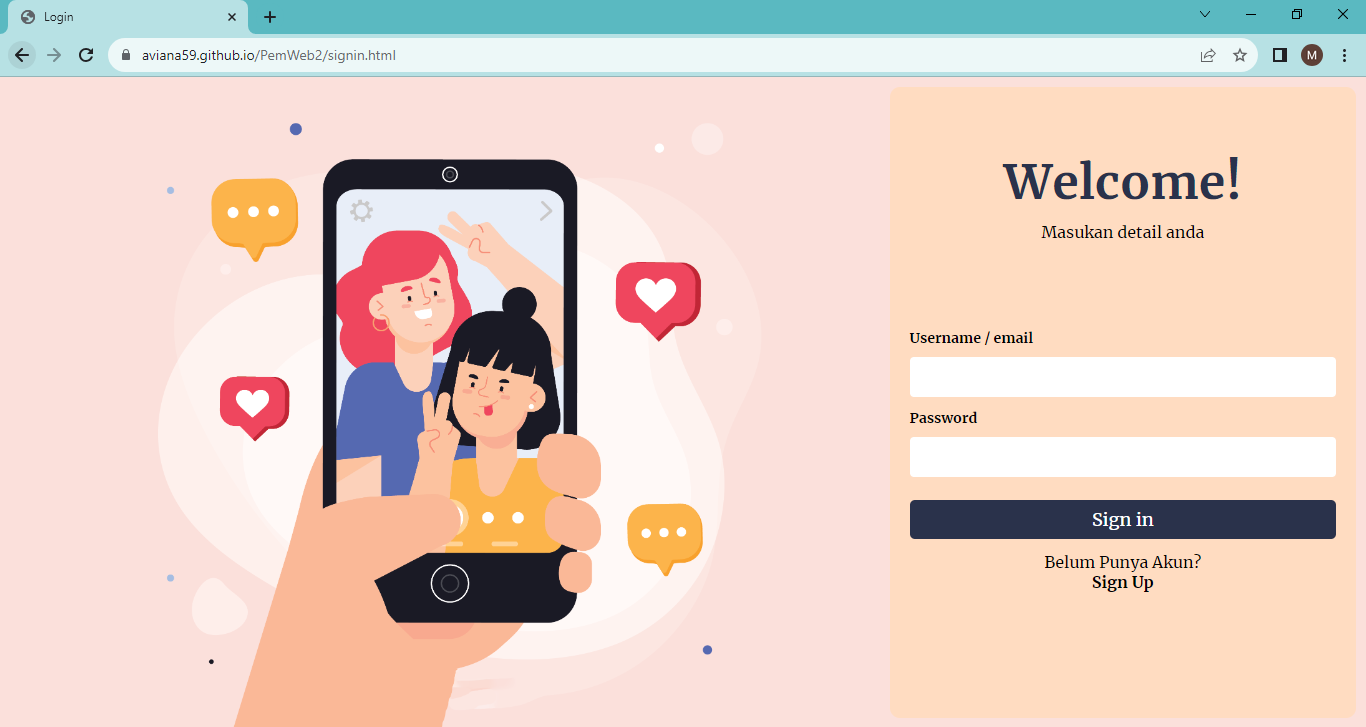 Login
aviana59.github.io/PemWeb2/signin.html
M
Welcome!
Masukan detail anda
Username / email
Password
Sign in
Belum Punya Akun?
Sign Up